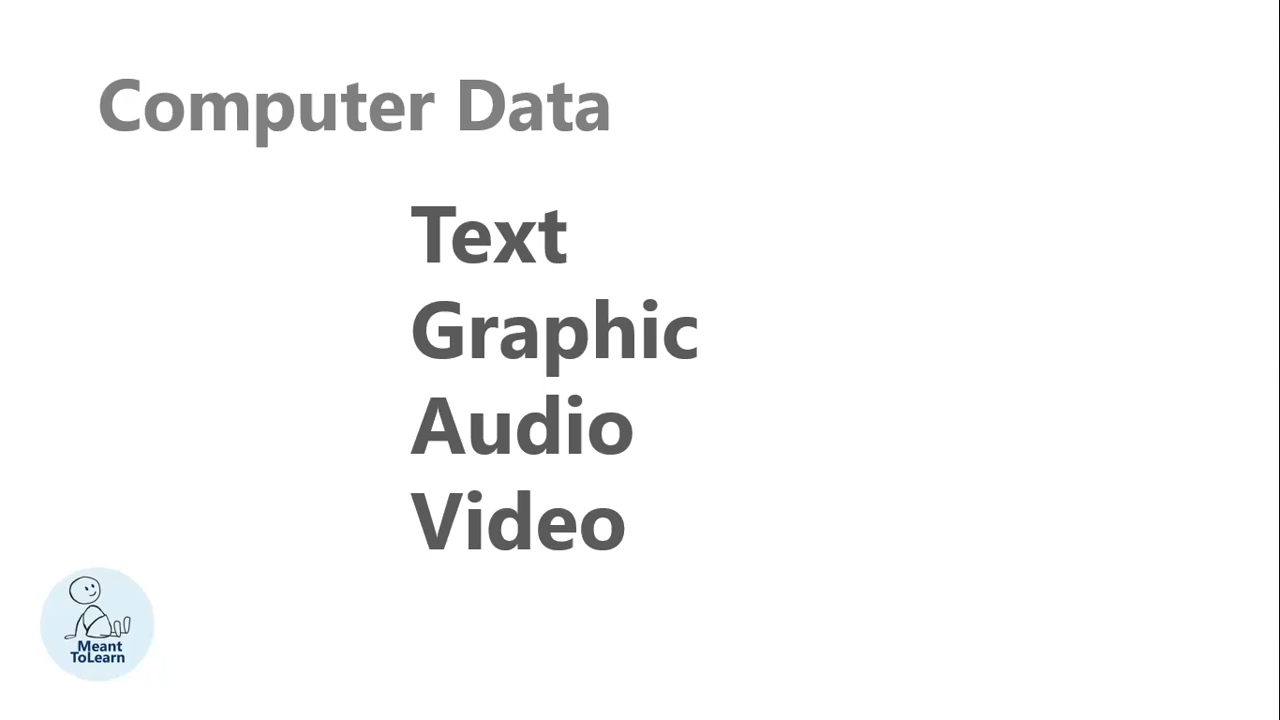 Computer Data
Text
Graphic
Audio
Video
Meant
ToLearn